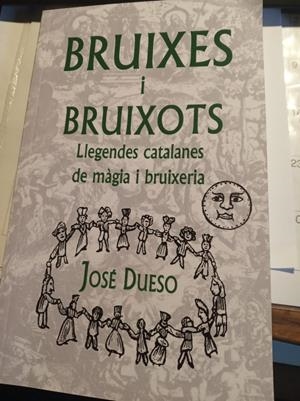 BRUIXES
i
BRUIXOTS
Llegendes catalanes
de màgia i bruixeria
JOSÉ DUESO